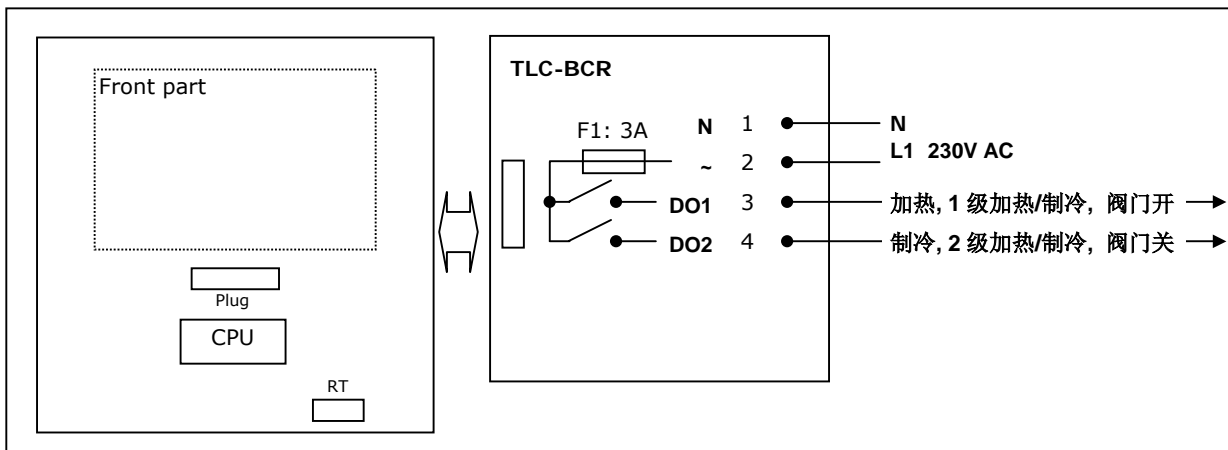 Front part
Plug
CPU
RT
TLC-BCR
F1: 3A
N 1 N
~ 2 L1 230V AC
DO1 3 加热, 1 级加热/制冷, 阀门开
DO2 4 制冷, 2 级加热/制冷, 阀门关